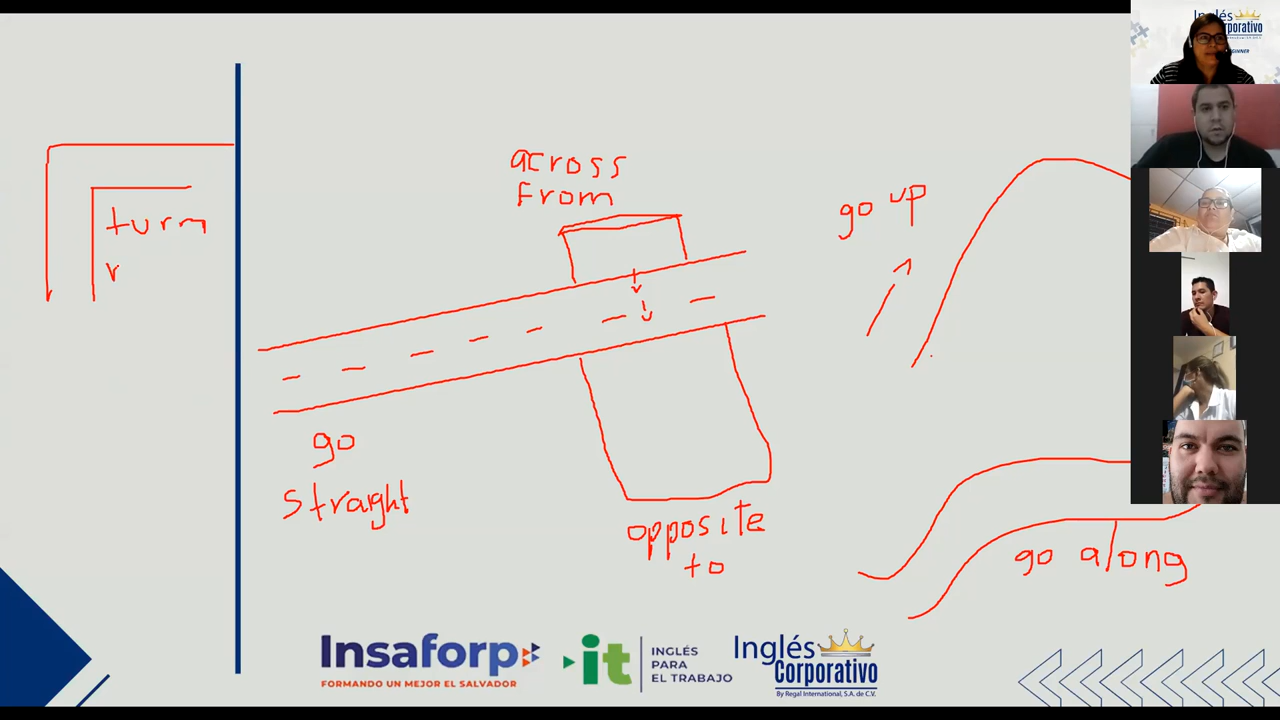 turn
r
across
from
go up
go
straight
opposite
to
go along
Insaforp
FORMANDO UN MEJOR EL SALVADOR
it
INGLÉS
PARA
EL TRABAJO
Inglés
Corporativo
By Regal International, S.A. de C.V.
Inglés